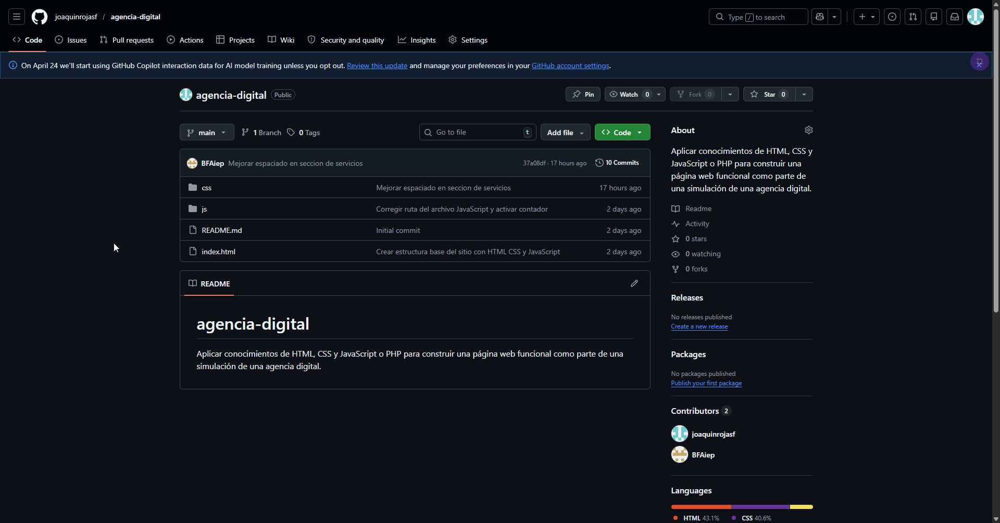 joaquinrojasf / agencia-digital
Type / to search
Code Issues Pull requests Actions Projects Wiki Security and quality Insights Settings
On April 24 we'll start using GitHub Copilot interaction data for AI model training unless you opt out. Review this update and manage your preferences in your GitHub account settings.
agencia-digital Public
Pin Watch 0 Fork 0 Star 0
main 1 Branch 0 Tags Go to file t Add file Code
BFAiep Mejorar espaciado en seccion de servicios 37a08df · 17 hours ago 10 Commits
css Mejorar espaciado en seccion de servicios 17 hours ago
js Corregir ruta del archivo JavaScript y activar contador 2 days ago
README.md Initial commit 2 days ago
index.html Crear estructura base del sitio con HTML CSS y JavaScript 2 days ago
README
agencia-digital
Aplicar conocimientos de HTML, CSS y JavaScript o PHP para construir una página web funcional como parte de una
simulación de una agencia digital.
About
Aplicar conocimientos de HTML, CSS y
JavaScript o PHP para construir una
página web funcional como parte de
una simulación de una agencia digital.
Readme
Activity
0 stars
0 watching
0 forks
Releases
No releases published
Create a new release
Packages
No packages published
Publish your first package
Contributors 2
joaquinrojasf
BFAiep
Languages
HTML 43.1% CSS 40.6%